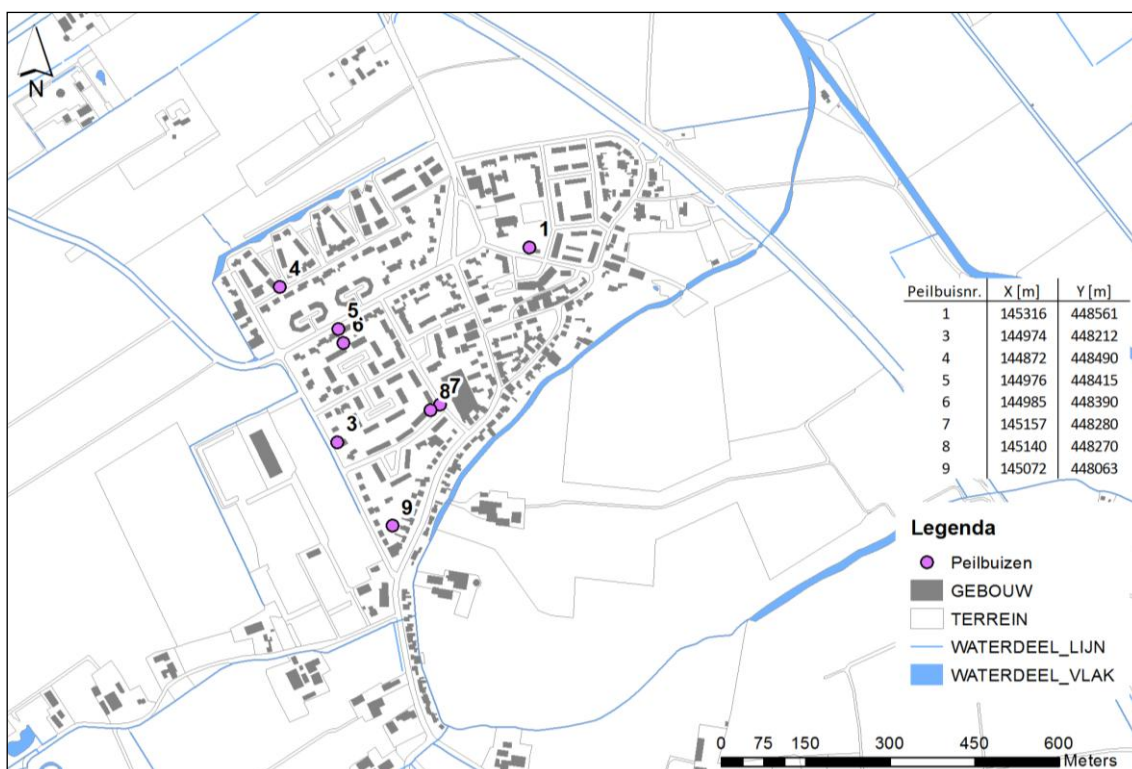 N
1
4
5
6
7
8
3
9
Peilbuisnr. X [m] Y [m]
1 145316 448561
3 144974 448212
4 144872 448490
5 144976 448415
6 144985 448390
7 145157 448280
8 145140 448270
9 145072 448063
Legenda
Peilbuizen
GEBOUW
TERREIN
WATERDEEL_LIJN
WATERDEEL_VLAK
0 75 150 300 450 600
Meters